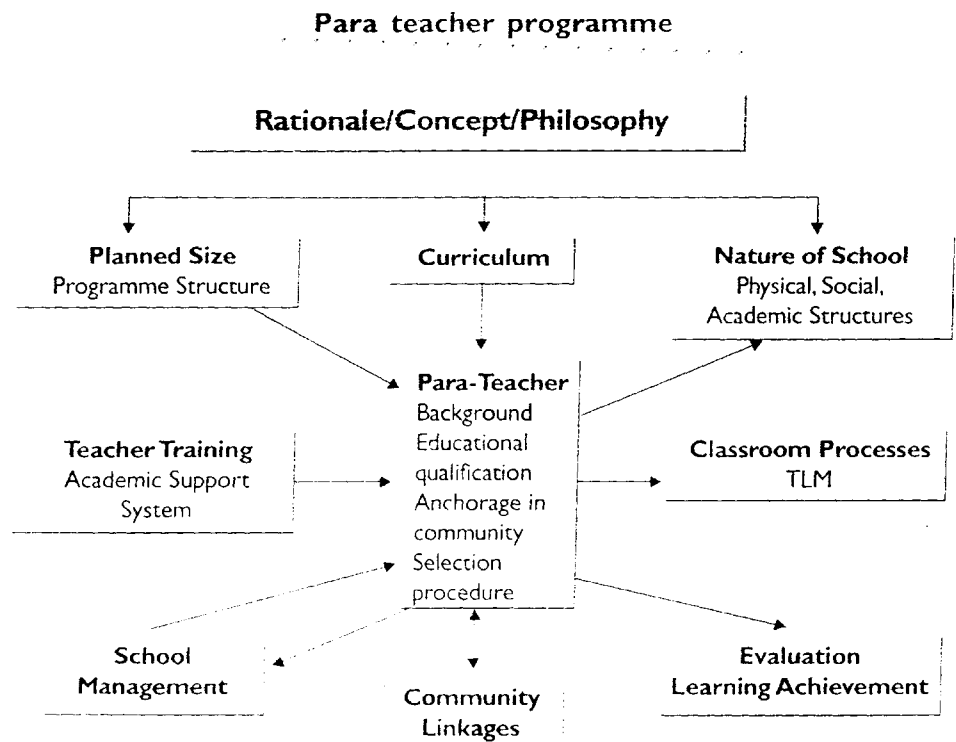 Para teacher programme
Rationale/Concept/Philosophy
Planned Size
Programme Structure
Curriculum
Nature of School
Physical, Social,
Academic Structures
Para-Teacher
Background
Educational
qualification
Anchorage in
community
Selection
procedure
Teacher Training
Academic Support
System
Classroom Processes
TLM
School
Management
Community
Linkages
Evaluation
Learning Achievement